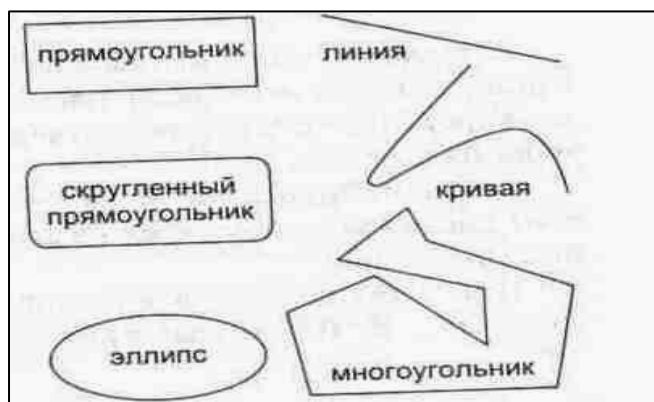 прямоугольник
линия
скругленный
прямоугольник
кривая
эллипс
многоугольник